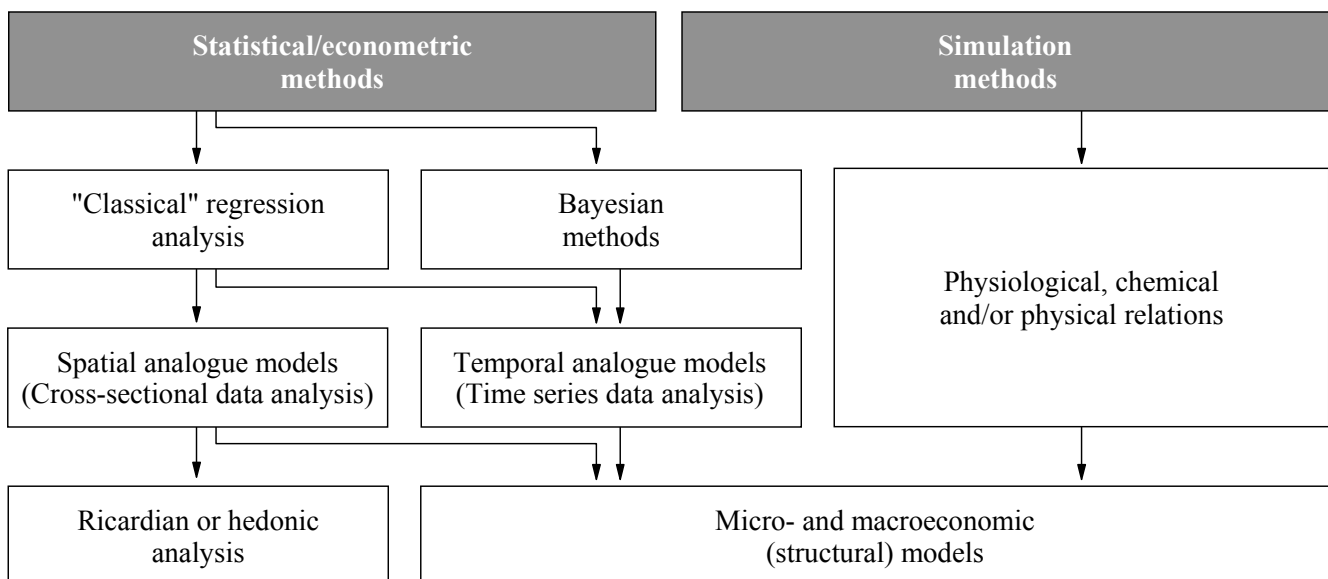 Statistical/econometric
methods
Simulation
methods
"Classical" regression
analysis
Bayesian
methods
Physiological, chemical
and/or physical relations
Spatial analogue models
(Cross-sectional data analysis)
Temporal analogue models
(Time series data analysis)
Ricardian or hedonic
analysis
Micro- and macroeconomic
(structural) models